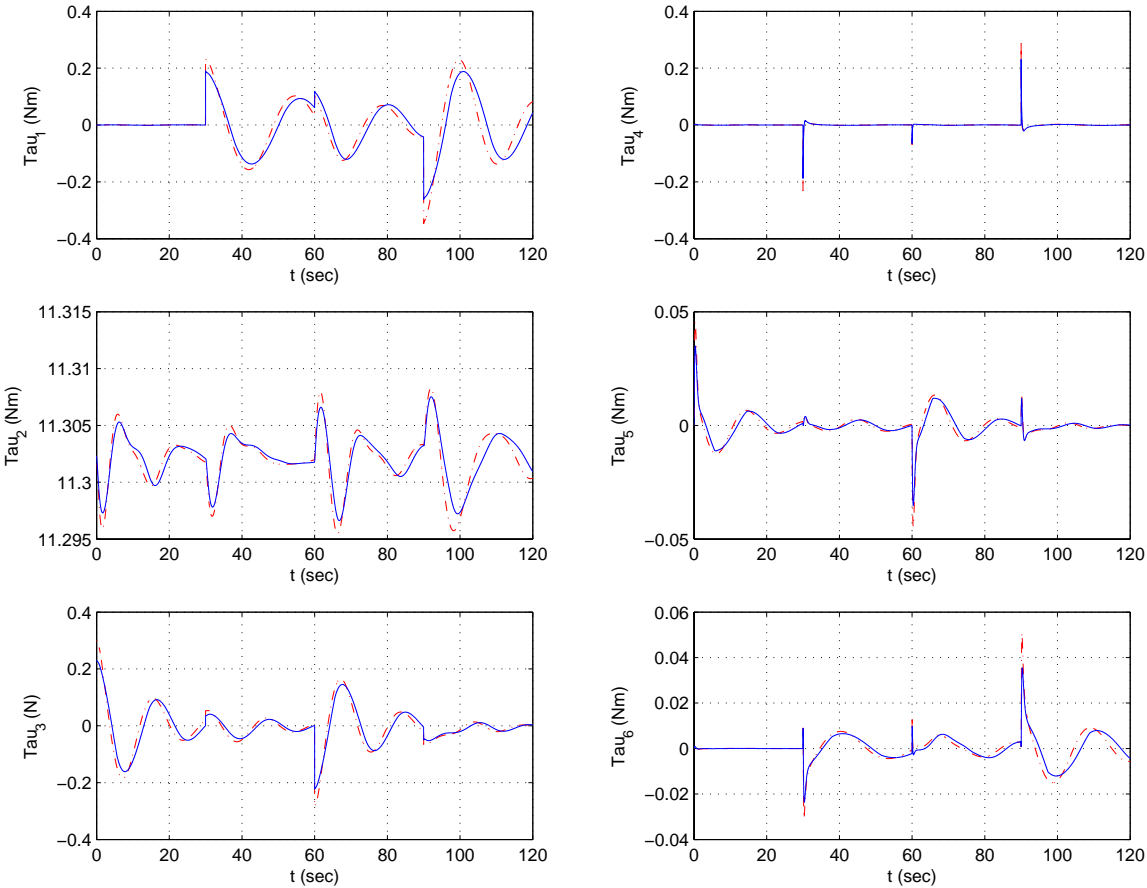 0.4
0.2
0
−0.2
−0.4
Tau1 (Nm)
0 20 40 60 80 100 120
t (sec)
0.4
0.2
0
−0.2
−0.4
Tau4 (Nm)
0 20 40 60 80 100 120
t (sec)
11.315
11.31
11.305
11.3
11.295
Tau2 (Nm)
0 20 40 60 80 100 120
t (sec)
0.05
0
−0.05
Tau5 (Nm)
0 20 40 60 80 100 120
t (sec)
0.4
0.2
0
−0.2
−0.4
Tau3 (N)
0 20 40 60 80 100 120
t (sec)
0.06
0.04
0.02
0
−0.02
−0.04
Tau6 (Nm)
0 20 40 60 80 100 120
t (sec)